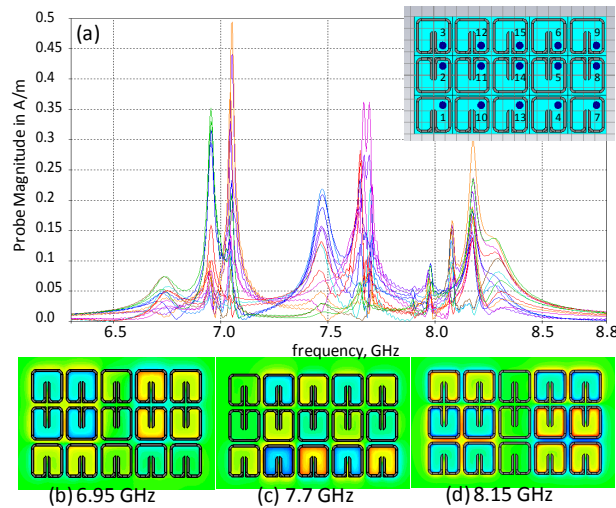 (a)
0.5
0.45
0.4
0.35
0.3
0.25
0.2
0.15
0.1
0.05
0.0
Probe Magnitude in A/m
3 12 15 6 9
2 11 14 5 8
1 10 13 4 7
6.5 7.0 7.5 8.0 8.5 8.8
frequency, GHz
(b) 6.95 GHz (c) 7.7 GHz (d) 8.15 GHz